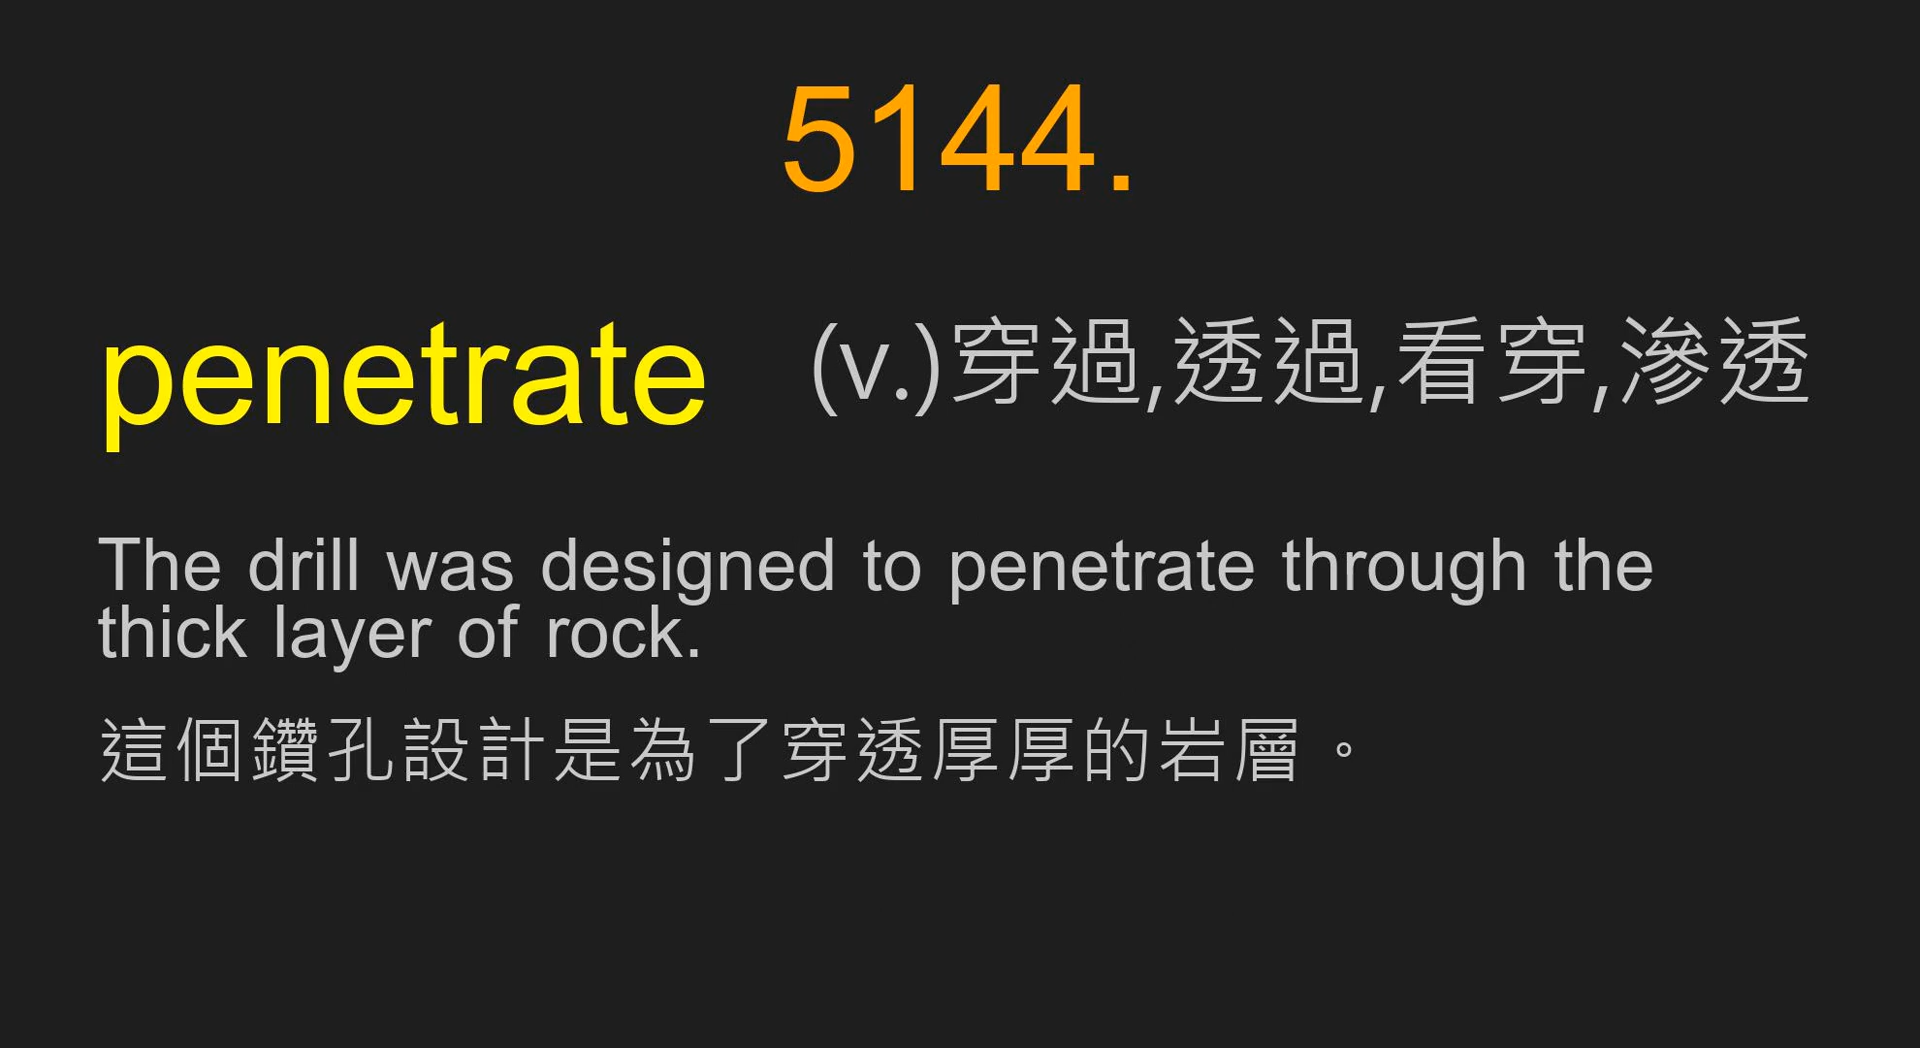 5144.
penetrate (v.)穿過,透過,看穿,滲透
The drill was designed to penetrate through the
thick layer of rock.
這個鑽孔設計是為了穿透厚厚的岩層。